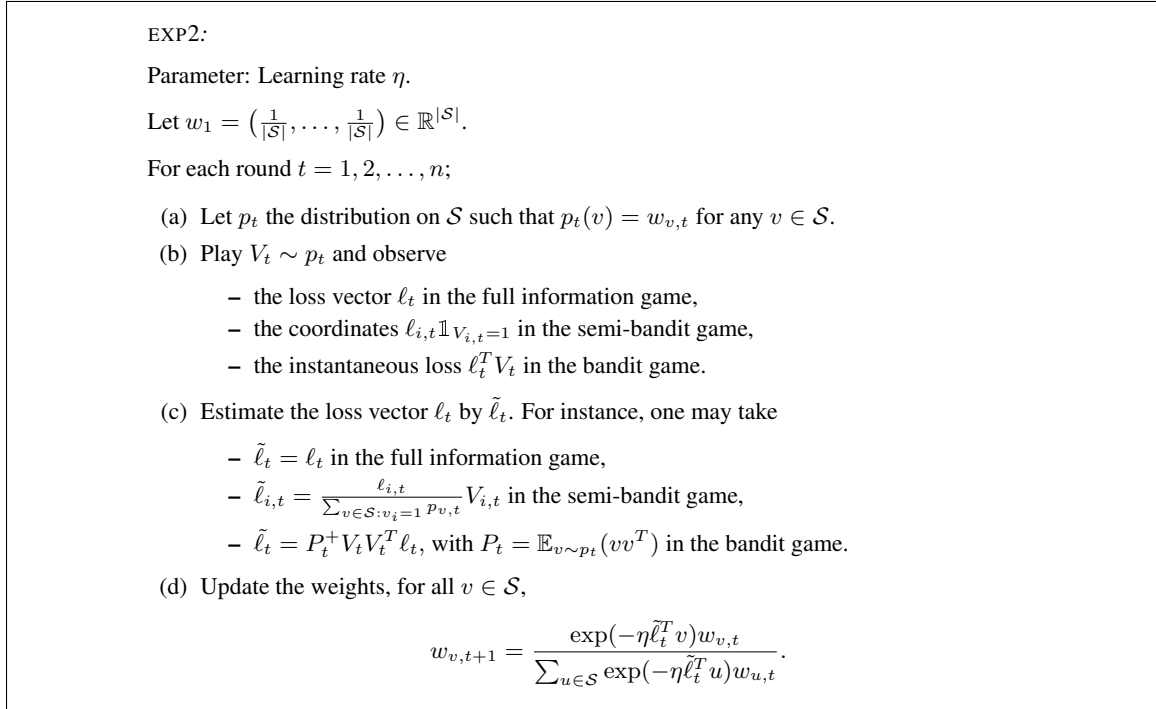 EXP2:
Parameter: Learning rate η.
Let w₁ = (1/|𝒮|, …, 1/|𝒮|) ∈ ℝ^{|𝒮|}.
For each round t = 1, 2, …, n;
(a) Let p_t the distribution on 𝒮 such that p_t(v) = w_{v,t} for any v ∈ 𝒮.
(b) Play V_t ∼ p_t and observe
– the loss vector ℓ_t in the full information game,
– the coordinates ℓ_{i,t}𝟙_{V_{i,t}=1} in the semi-bandit game,
– the instantaneous loss ℓ_t^T V_t in the bandit game.
(c) Estimate the loss vector ℓ_t by ℓ̃_t. For instance, one may take
– ℓ̃_t = ℓ_t in the full information game,
– ℓ̃_{i,t} = ℓ_{i,t} / ∑_{v∈𝒮:v_i=1} p_{v,t} V_{i,t} in the semi-bandit game,
– ℓ̃_t = P_t^+ V_t V_t^T ℓ_t, with P_t = 𝔼_{v∼p_t}(vv^T) in the bandit game.
(d) Update the weights, for all v ∈ 𝒮,
w_{v,t+1} = exp(−ηℓ̃_t^T v)w_{v,t} / ∑_{u∈𝒮} exp(−ηℓ̃_t^T u)w_{u,t}.